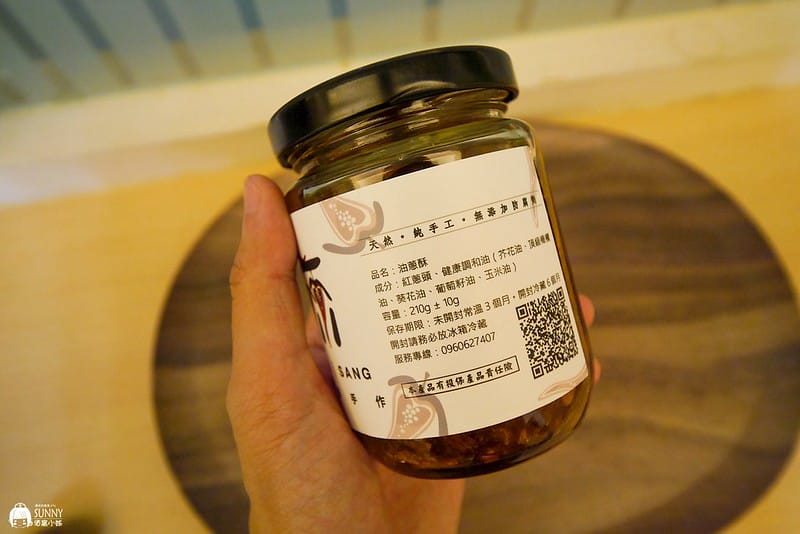 天然・純手工・無添加防腐劑
品名：油蔥酥
成分：紅蔥頭、健康調和油（芥花油、頂級橄欖
油、葵花油、葡萄籽油、玉米油）
容量：210g ± 10g
保存期限：未開封常溫 3 個月，開封冷藏 6 個月
開封請務必放冰箱冷藏
服務專線：0960627407
本產品有投保產品責任險
SANG
手 作
SUNNY